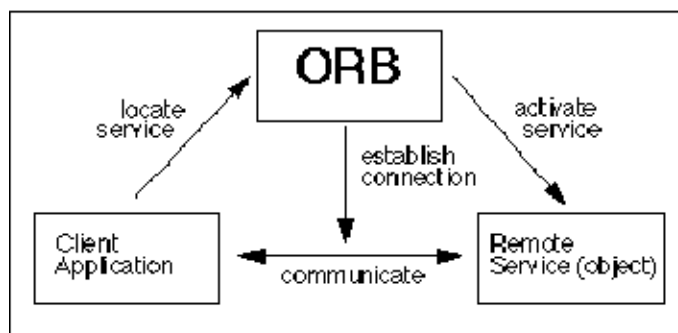 ORB
locate
service
activate
service
establish
connection
Client
Application
communicate
Remote
Service (object)